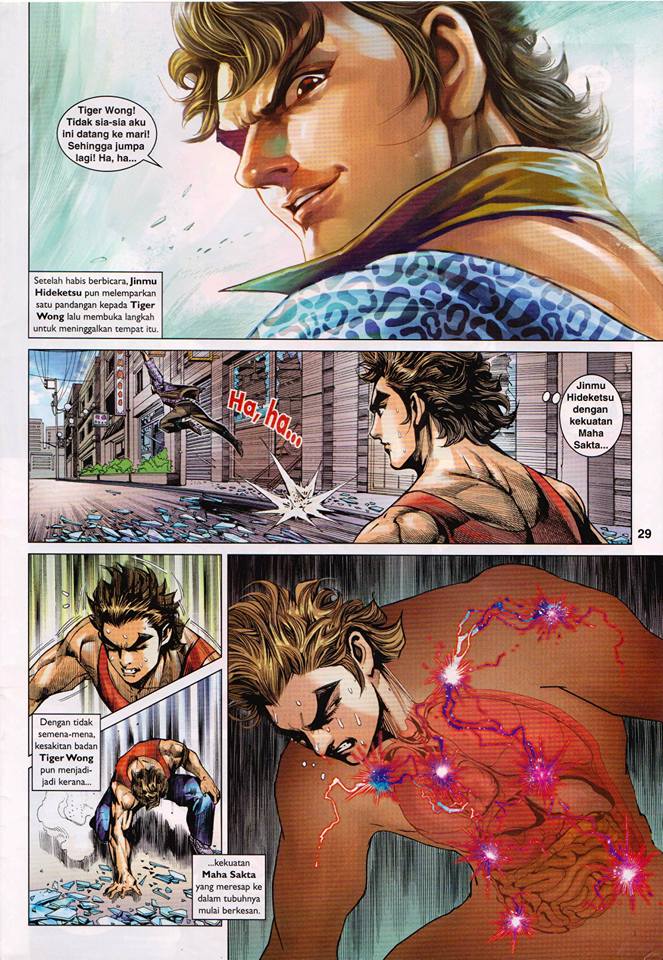 Tiger Wong!
Tidak sia-sia aku
ini datang ke mari!
Sehingga jumpa
lagi! Ha, ha...
Setelah habis berbicara, Jinmu
Hideketsu pun melemparkan
satu pandangan kepada Tiger
Wong lalu membuka langkah
untuk meninggalkan tempat itu.
Ha, ha...
Jinmu
Hideketsu
dengan
kekuatan
Maha
Sakta...
29
Dengan tidak
semena-mena,
kesakitan badan
Tiger Wong
pun menjadi-
jadi kerana...
...kekuatan
Maha Sakta
yang meresap ke
dalam tubuhnya
mulai berkesan.